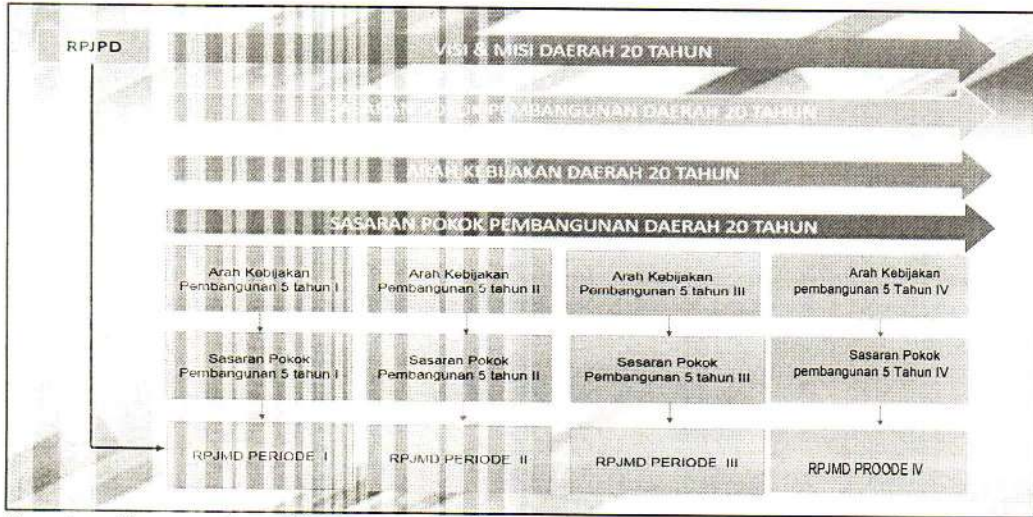 RPJPD
VISI & MISI DAERAH 20 TAHUN
SASARAN POKOK PEMBANGUNAN DAERAH 20 TAHUN
ARAH KEBIJAKAN DAERAH 20 TAHUN
SASARAN POKOK PEMBANGUNAN DAERAH 20 TAHUN
Arah Kebijakan
Pembangunan 5 tahun I
Arah Kebijakan
Pembangunan 5 tahun II
Arah Kebijakan
Pembangunan 5 tahun III
Arah Kebijakan
pembangunan 5 Tahun IV
Sasaran Pokok
Pembangunan 5 tahun I
Sasaran Pokok
Pembangunan 5 tahun II
Sasaran Pokok
Pembangunan 5 tahun III
Sasaran Pokok
pembangunan 5 Tahun IV
RPJMD PERIODE I
RPJMD PERIODE II
RPJMD PERIODE III
RPJMD PROODE IV